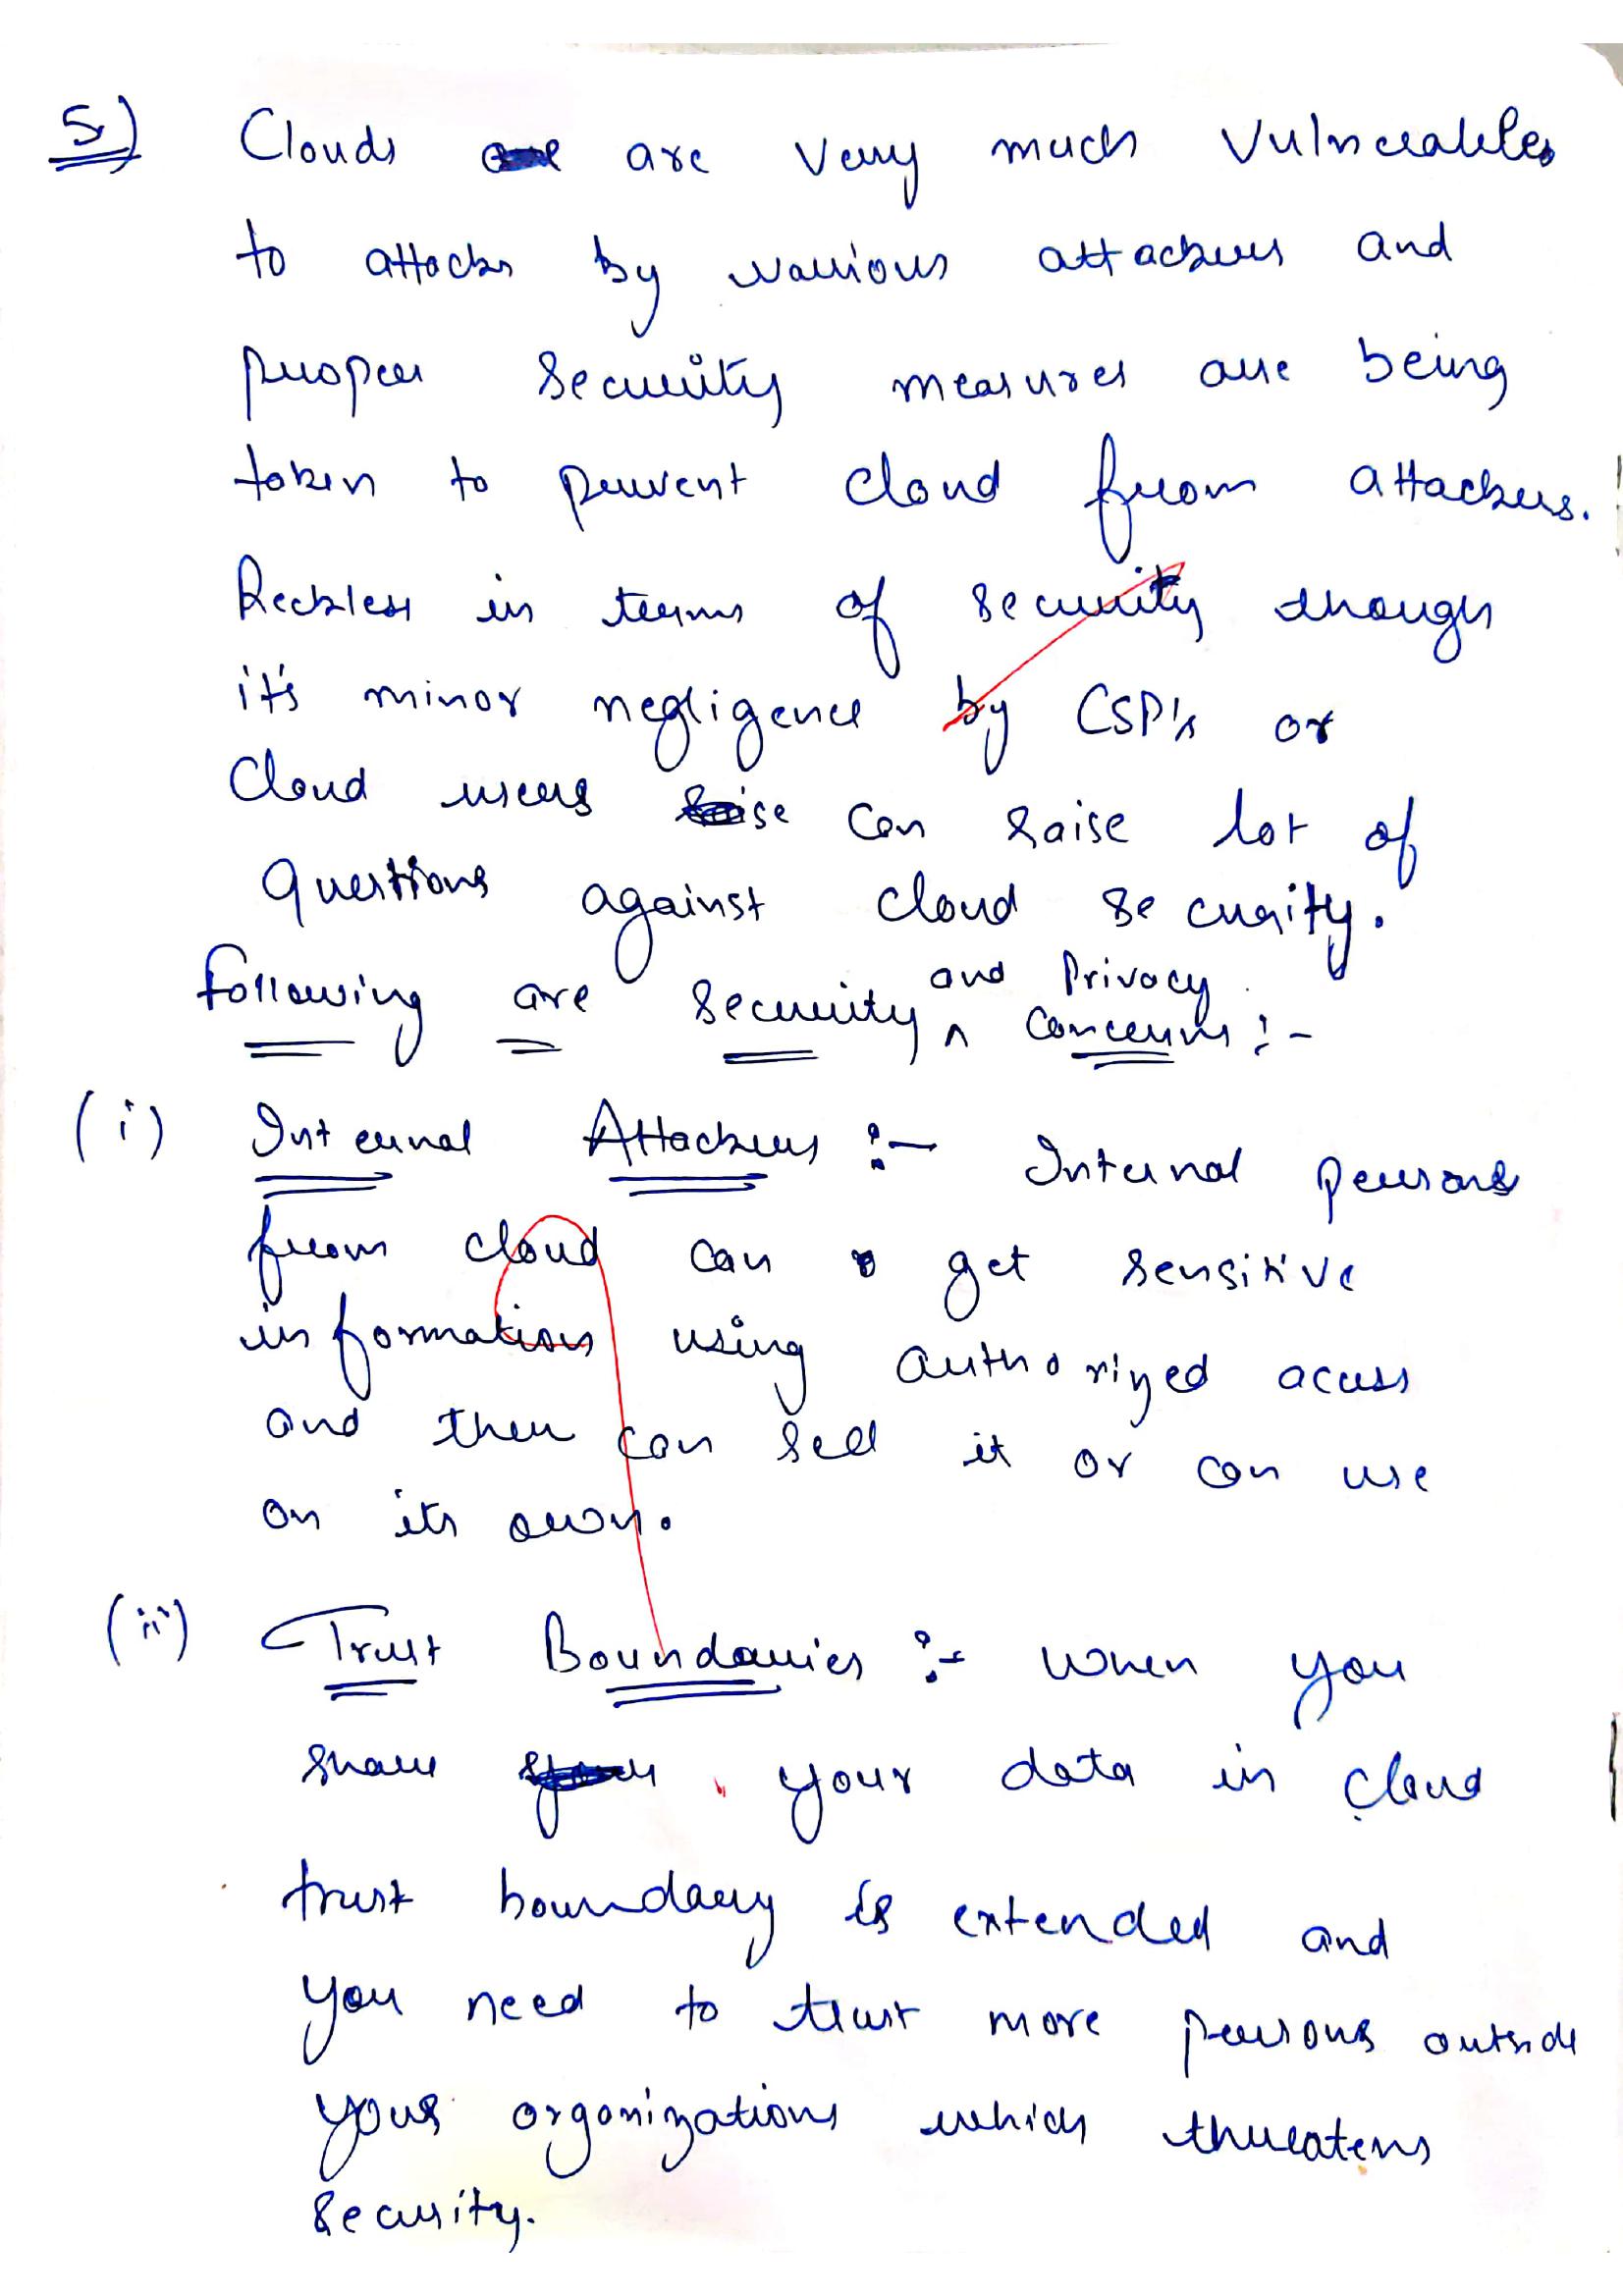 5.) Clouds are very much vulnerable
to attacks by various attackers and
proper security measures are being
taken to prevent cloud from attackers.
Reckless in terms of security though
it's minor negligence by CSP's or
cloud users can raise lot of
questions against cloud security.
Following are security and Privacy concerns :-
(i) Internal Attackers :- Internal persons
from cloud can get sensitive
information using authorized acess
and then can sell it or can use
on its own.
(ii) Trust Boundaries :- When you
share your data in cloud
trust boundary is extended and
you need to trust more persons outside
your organizations which threatens
security.